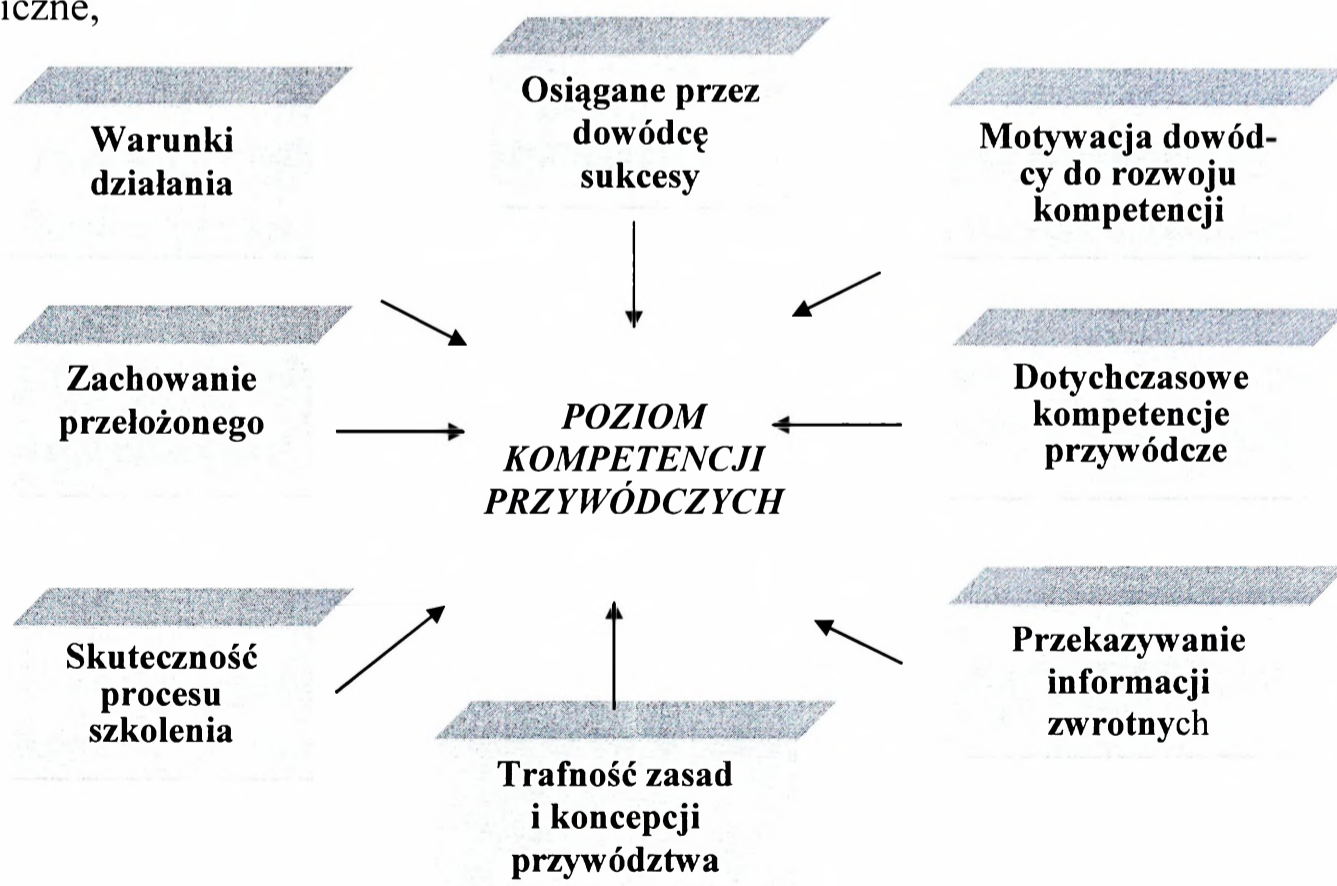 iczne,
Osiągane przez
dowódcę
sukcesy
Warunki
działania
Motywacja dowód-
cy do rozwoju
kompetencji
Zachowanie
przełożonego
POZIOM
KOMPETENCJI
PRZYWÓDCZYCH
Dotychczasowe
kompetencje
przywódcze
Skuteczność
procesu
szkolenia
Trafność zasad
i koncepcji
przywództwa
Przekazywanie
informacji
zwrotnych